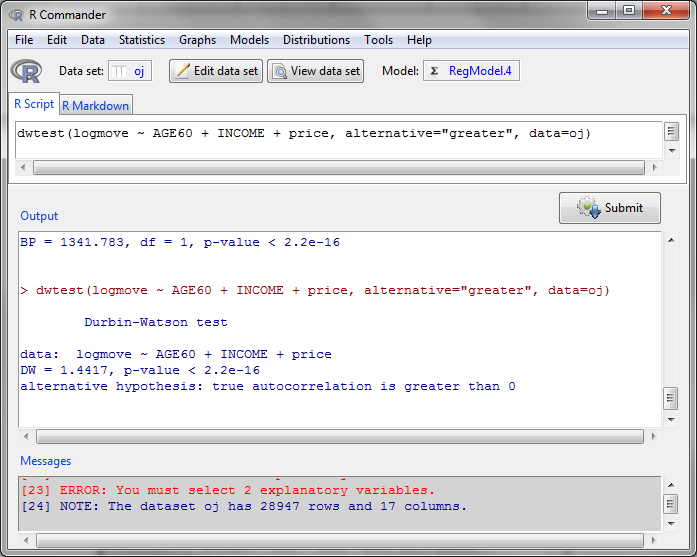 R Commander
File Edit Data Statistics Graphs Models Distributions Tools Help
R Data set: oj Edit data set View data set Model: Σ RegModel.4
R Script R Markdown
dwtest(logmove ~ AGE60 + INCOME + price, alternative="greater", data=oj)
Output
Submit
BP = 1341.783, df = 1, p-value < 2.2e-16
> dwtest(logmove ~ AGE60 + INCOME + price, alternative="greater", data=oj)
Durbin-Watson test
data: logmove ~ AGE60 + INCOME + price
DW = 1.4417, p-value < 2.2e-16
alternative hypothesis: true autocorrelation is greater than 0
Messages
[23] ERROR: You must select 2 explanatory variables.
[24] NOTE: The dataset oj has 28947 rows and 17 columns.